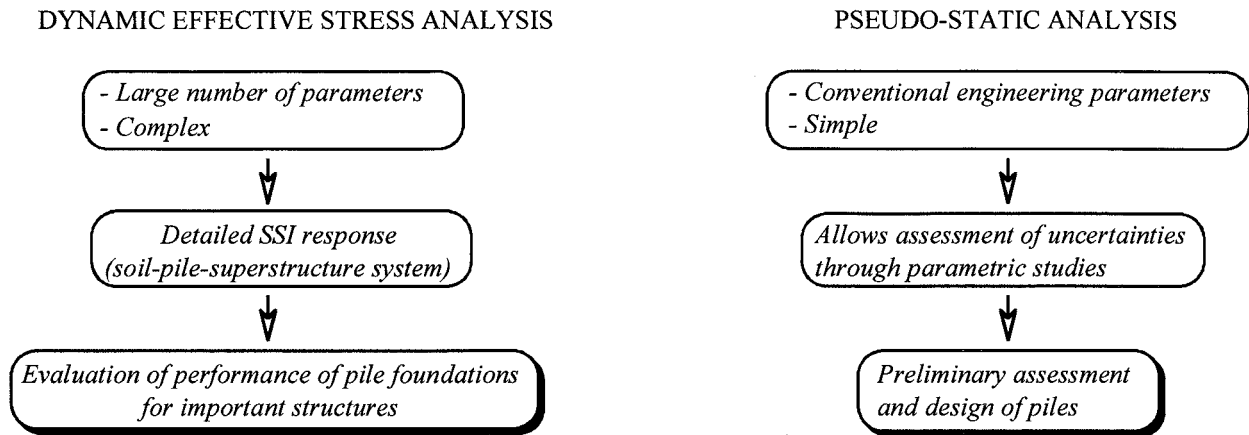 DYNAMIC EFFECTIVE STRESS ANALYSIS
- Large number of parameters
- Complex
Detailed SSI response
(soil-pile-superstructure system)
Evaluation of performance of pile foundations
for important structures
PSEUDO-STATIC ANALYSIS
- Conventional engineering parameters
- Simple
Allows assessment of uncertainties
through parametric studies
Preliminary assessment
and design of piles